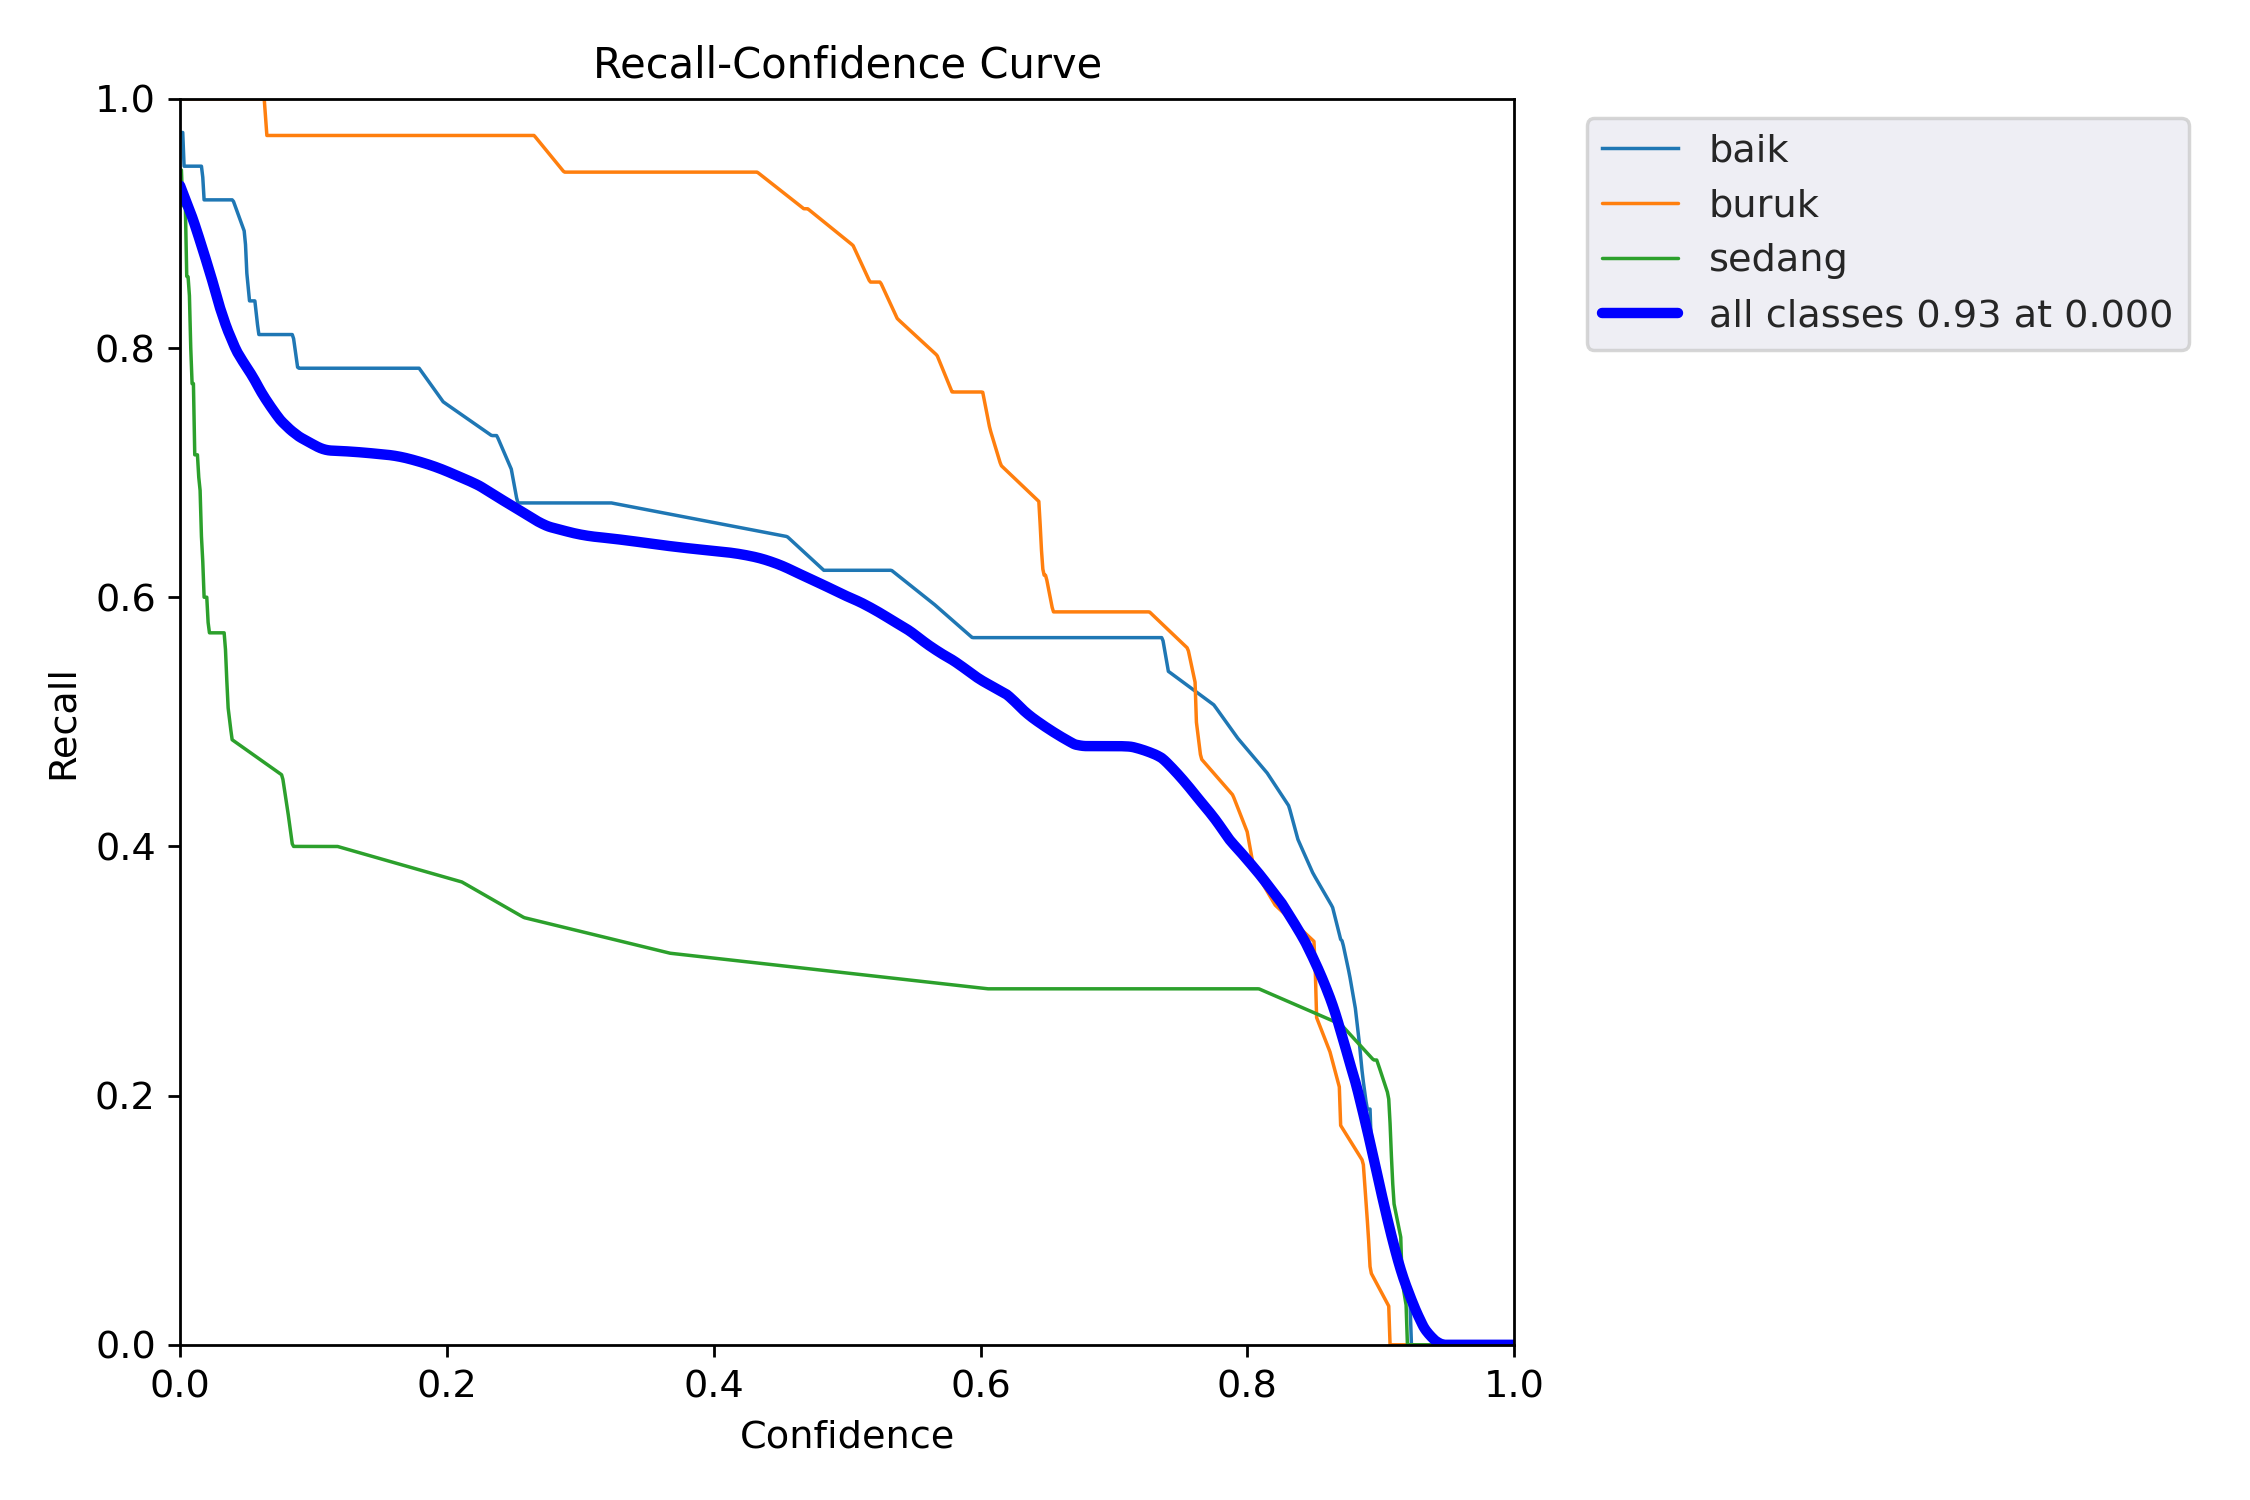 Recall-Confidence Curve
1.0
0.8
0.6
0.4
0.2
0.0
Recall
0.0 0.2 0.4 0.6 0.8 1.0
Confidence
baik
buruk
sedang
all classes 0.93 at 0.000